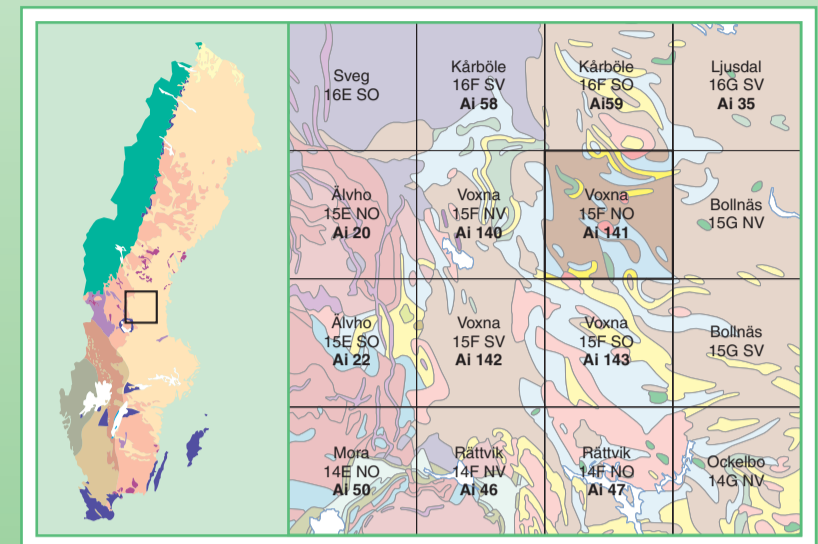 Sveg
16E SO
Kårböle
16F SV
Ai 58
Kårböle
16F SO
Ai59
Ljusdal
16G SV
Ai 35
Älvho
15E NO
Ai 20
Voxna
15F NV
Ai 140
Voxna
15F NO
Ai 141
Bollnäs
15G NV
Älvho
15E SO
Ai 22
Voxna
15F SV
Ai 142
Voxna
15F SO
Ai 143
Bollnäs
15G SV
Mora
14E NO
Ai 50
Rättvik
14F NV
Ai 46
Rättvik
14F NO
Ai 47
Ockelbo
14G NV